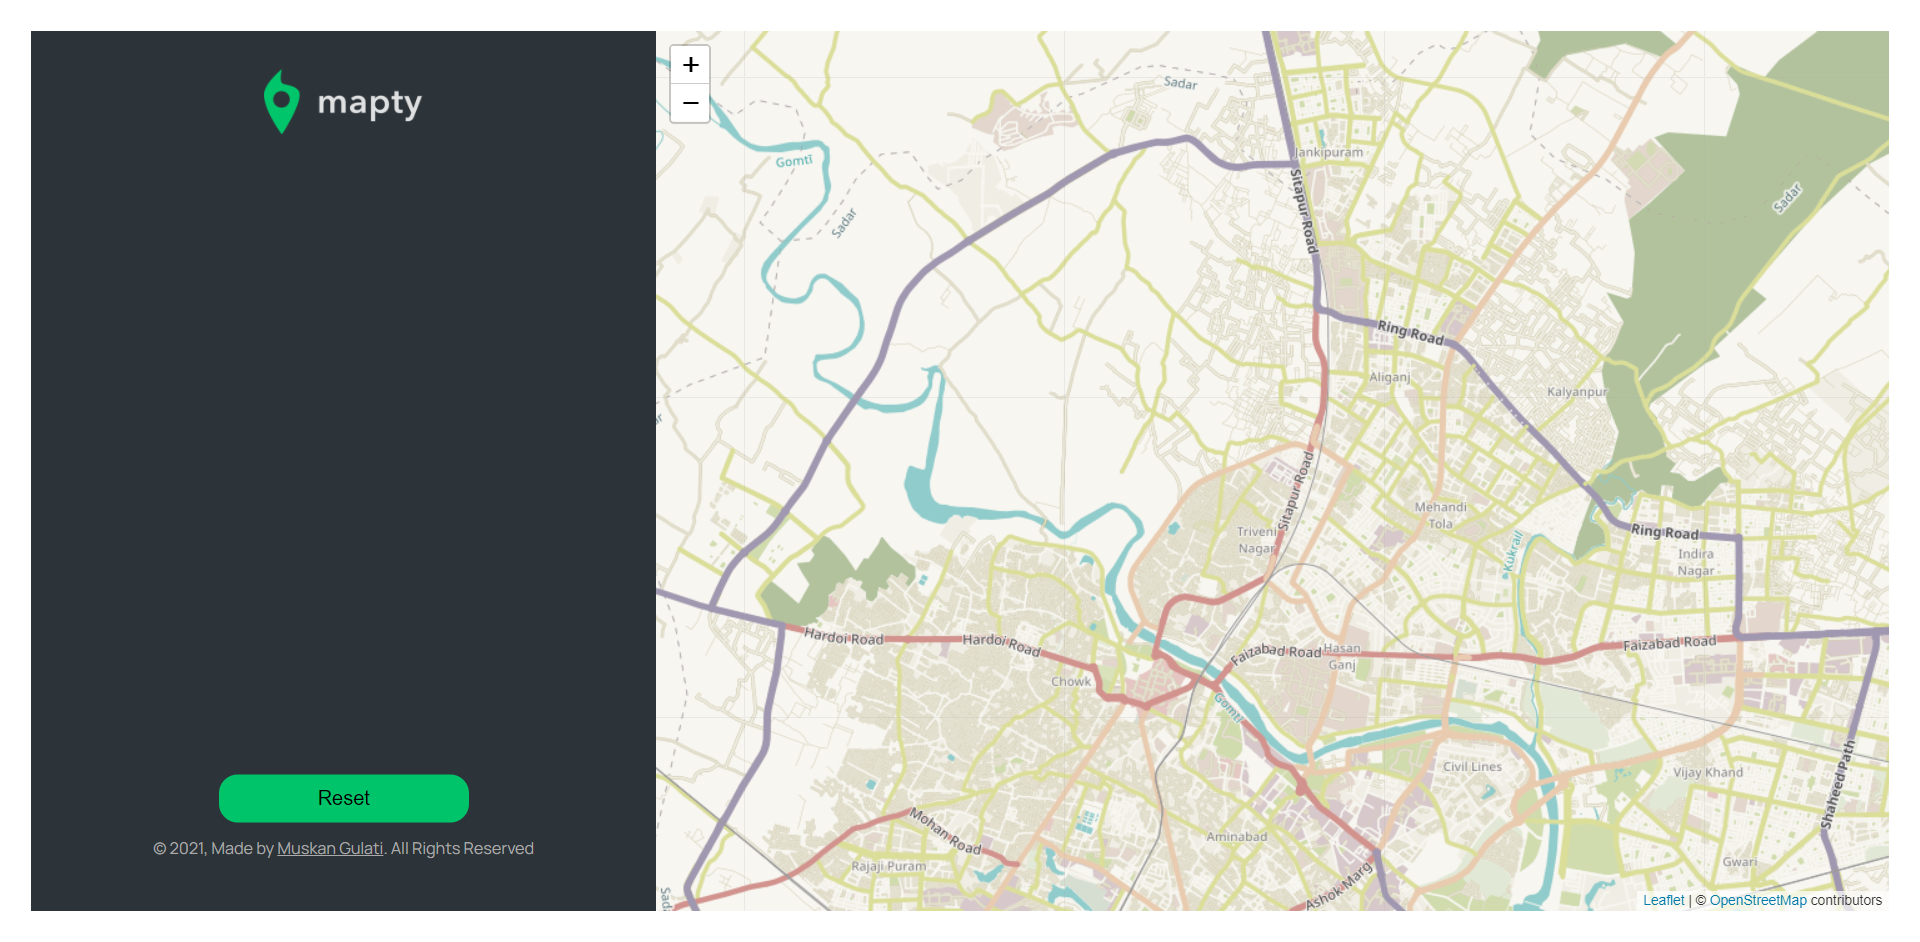 mapty
Reset
© 2021, Made by Muskan Gulati. All Rights Reserved
+
−
Sadar
Gomtī
Jankipuram
Sitapur Road
Sadar
Sadar
Ring Road
Aliganj
Kalyanpur
Sitapur Road
Mehandi
Tola
Triveni
Nagar
Kukrail
Ring Road
Indira
Nagar
Hardoi Road
Hardoi Road
Faizabad Road
Hasan
Ganj
Faizabad Road
Chowk
Gomti
Civil Lines
Vijay Khand
Shaheed Path
Mohan Road
Aminabad
Rajaji Puram
Gwari
Ashok Marg
Leaflet | © OpenStreetMap contributors